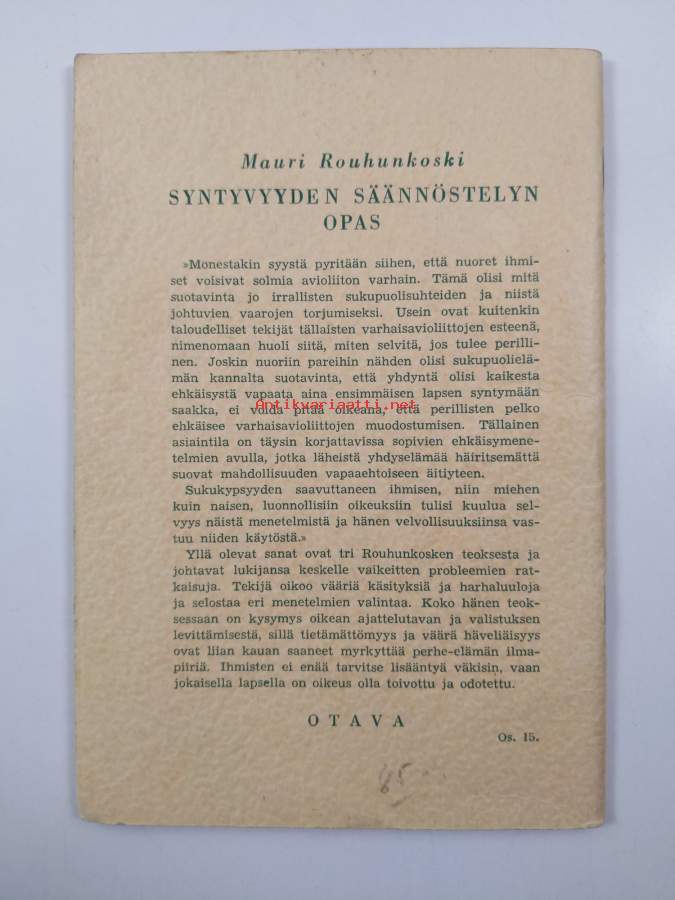 Mauri Rouhunkoski
SYNTYVYYDEN SÄÄNNÖSTELYN
OPAS
»Monestakin syystä pyritään siihen, että nuoret ihmi-
set voisivat solmia avioliiton varhain. Tämä olisi mitä
suotavinta jo irrallisten sukupuolisuhteiden ja niistä
johtuvien vaarojen torjumiseksi. Usein ovat kuitenkin
taloudelliset tekijät tällaisten varhaisavioliittojen esteenä,
nimenomaan huoli siitä, miten selvitä, jos tulee perilli-
nen. Joskin nuoriin pareihin nähden olisi sukupuolielä-
män kannalta suotavinta, että yhdyntä olisi kaikesta
ehkäisystä vapaata aina ensimmäisen lapsen syntymään
saakka, ei voida pitää oikeana, että perillisten pelko
Antikvariaatti.net
ehkäisee varhaisavioliittojen muodostumisen. Tällainen
asiaintila on täysin korjattavissa sopivien ehkäisymene-
telmien avulla, jotka läheistä yhdyselämää häiritsemättä
suovat mahdollisuuden vapaaehtoiseen äitiyteen.
Sukukypsyyden saavuttaneen ihmisen, niin miehen
kuin naisen, luonnollisiin oikeuksiin tulisi kuulua sel-
vyys näistä menetelmistä ja hänen velvollisuuksiinsa vas-
tuu niiden käytöstä.»
Yllä olevat sanat ovat tri Rouhunkosken teoksesta ja
johtavat lukijansa keskelle vaikeitten probleemien rat-
kaisuja. Tekijä oikoo vääriä käsityksiä ja harhaluuloja
ja selostaa eri menetelmien valintaa. Koko hänen teok-
sessaan on kysymys oikean ajattelutavan ja valistuksen
levittämisestä, sillä tietämättömyys ja väärä häveliäisyys
ovat liian kauan saaneet myrkyttää perhe-elämän ilma-
piiriä. Ihmisten ei enää tarvitse lisääntyä väkisin, vaan
jokaisella lapsella on oikeus olla toivottu ja odotettu.
OTAVA
Os. 15.